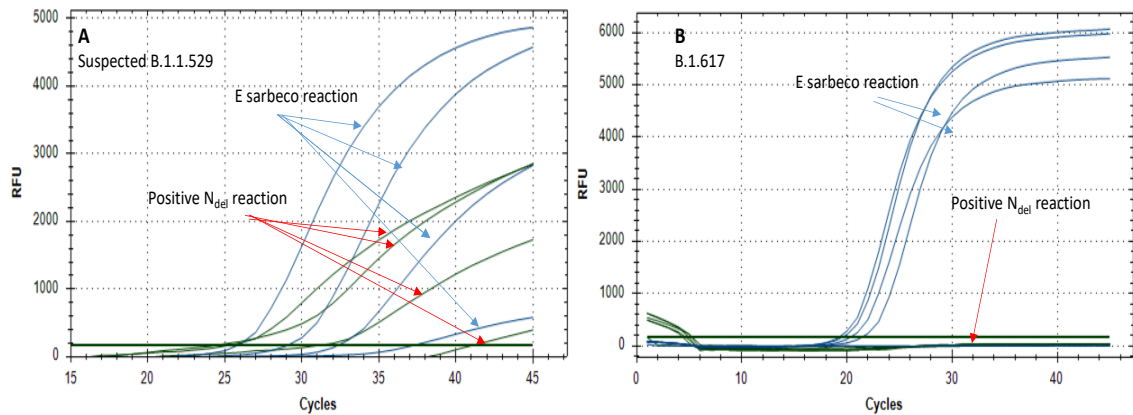 A
Suspected B.1.1.529
E sarbeco reaction
Positive Ndel reaction
RFU
5000
4000
3000
2000
1000
0
15
20
25
30
35
40
45
Cycles
B
B.1.617
E sarbeco reaction
Positive Ndel reaction
RFU
6000
5000
4000
3000
2000
1000
0
0
10
20
30
40
Cycles